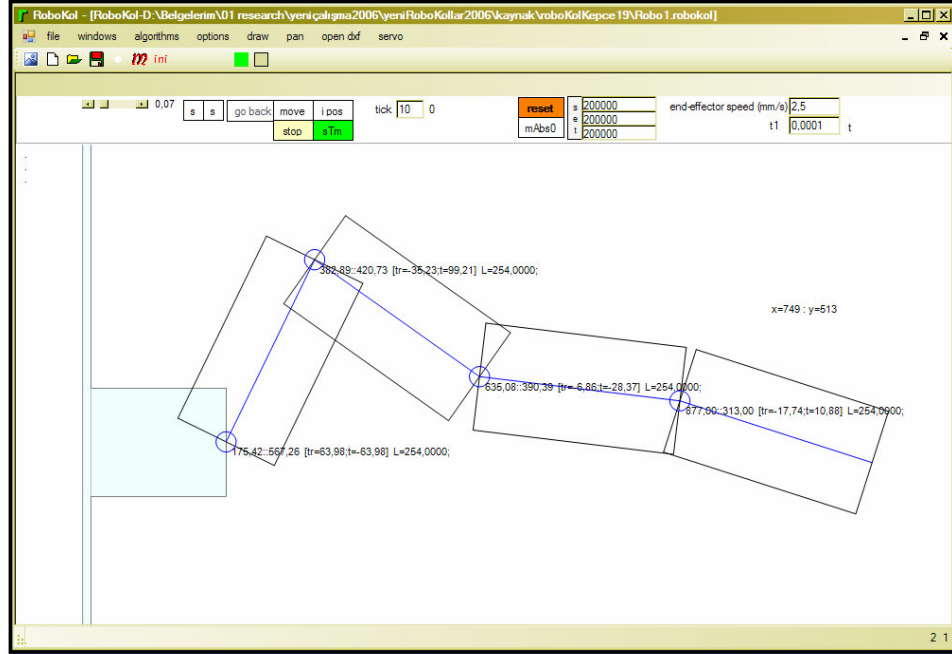 RoboKol - [RoboKol-D:\Belgelerim\01 research\yeniçalışma2006\yeniRoboKollar2006\kaynak\roboKolKepce 19\Robo1.robokol]
file windows algorithms options draw pan open dxf servo
m ini
0,07 s s go back move i pos tick 10 0 reset s 200000 end-effector speed (mm/s) 2,5
stop sTm mAbs0 e 200000 t1 0,0001 t
t 200000
382,89::420,73 [tr=-35,23;t=99,21] L=254,0000;
x=749 : y=513
635,08::390,39 [tr=-6,86;t=-28,37] L=254,0000;
877,00::313,00 [tr=-17,74;t=10,88] L=254,0000;
175,42::567,26 [tr=63,98;t=-63,98] L=254,0000;
2 1